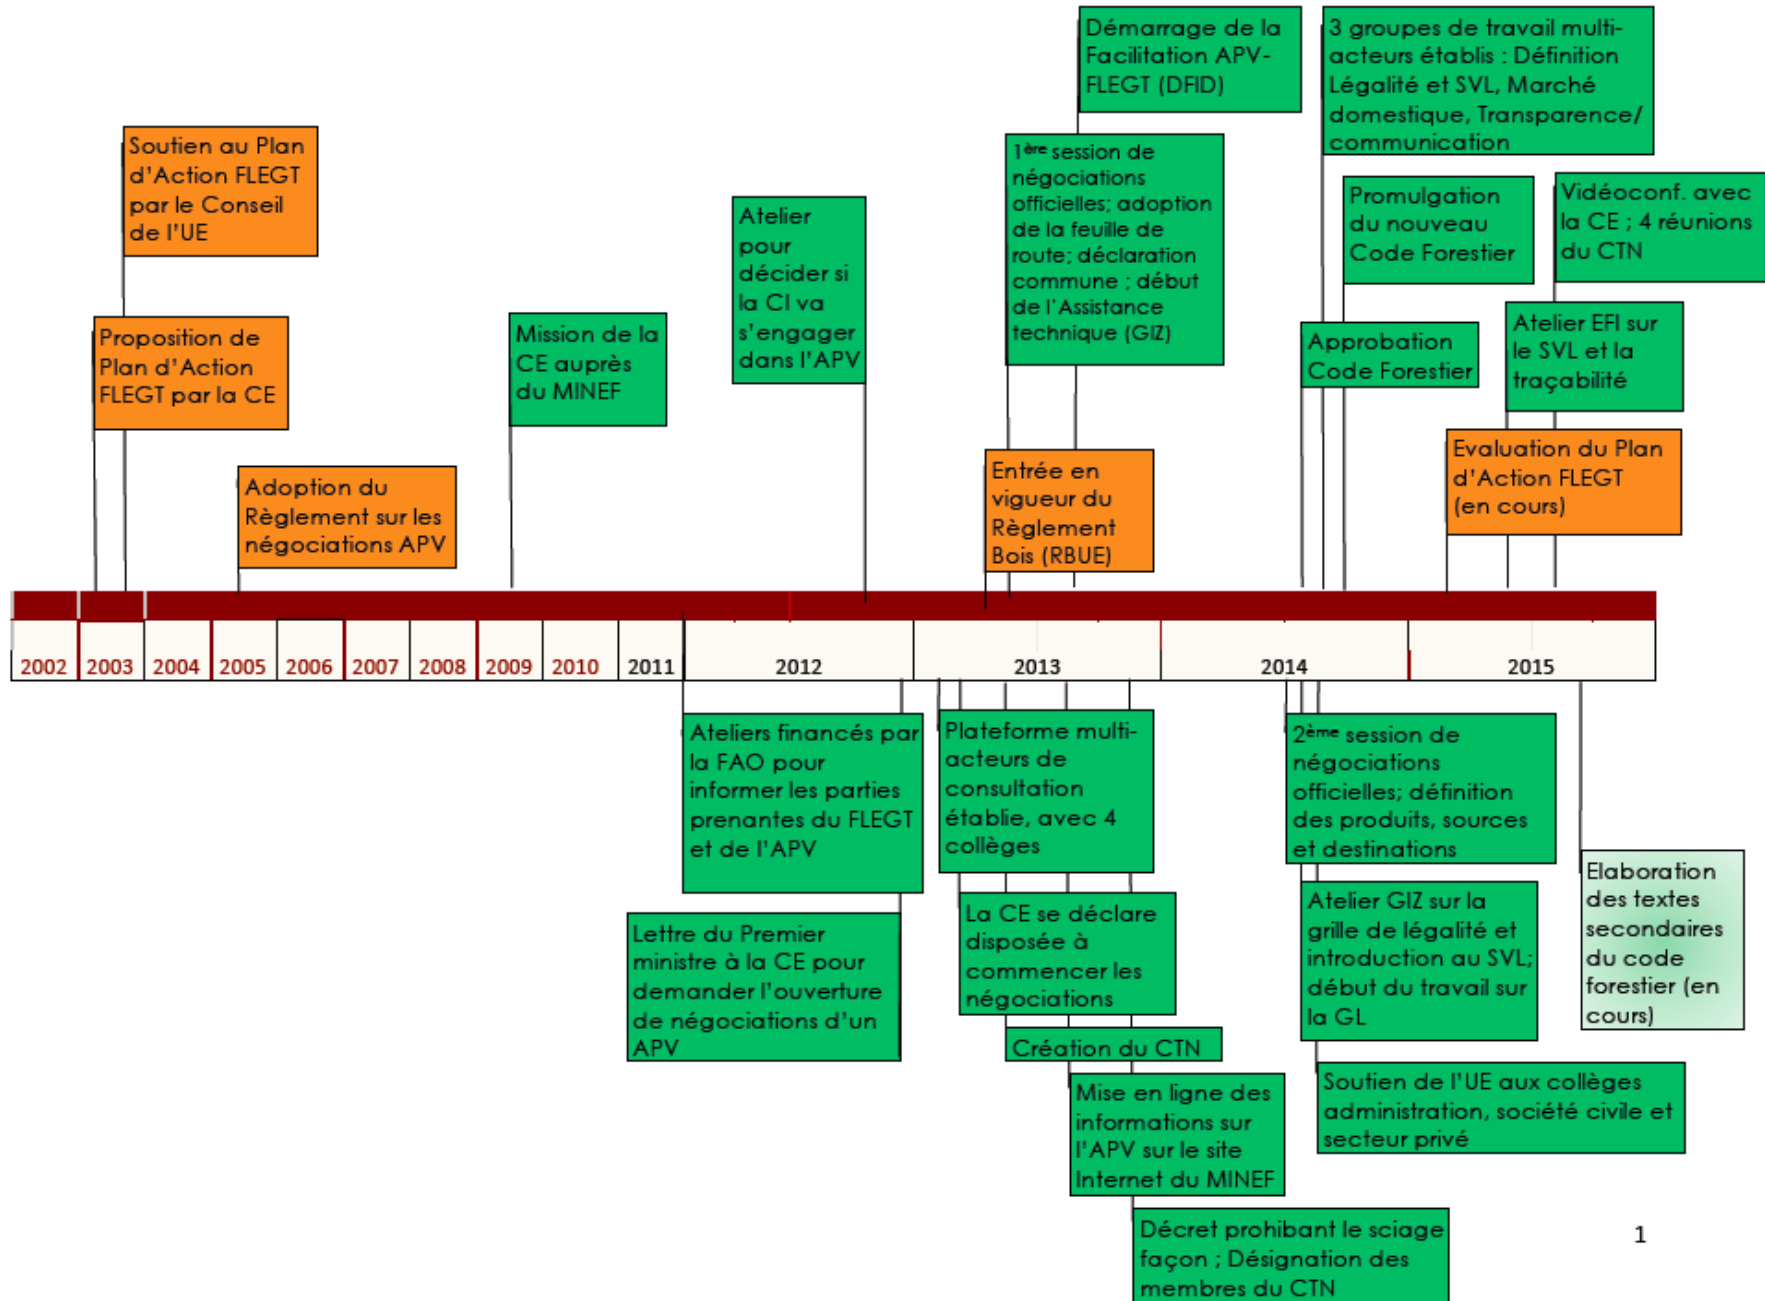 Démarrage de la
Facilitation APV-
FLEGT (DFID)
3 groupes de travail multi-
acteurs établis : Définition
Légalité et SVL, Marché
domestique, Transparence/
communication
Soutien au Plan
d’Action FLEGT
par le Conseil
de l’UE
1ère session de
négociations
officielles; adoption
de la feuille de
route; déclaration
commune ; début
de l’Assistance
technique (GIZ)
Promulgation
du nouveau
Code Forestier
Vidéoconf. avec
la CE ; 4 réunions
du CTN
Atelier
pour
décider si
la CI va
s’engager
dans l’APV
Proposition de
Plan d’Action
FLEGT par la CE
Mission de la
CE auprès
du MINEF
Approbation
Code Forestier
Atelier EFI sur
le SVL et la
traçabilité
Adoption du
Règlement sur les
négociations APV
Entrée en
vigueur du
Règlement
Bois (RBUE)
Evaluation du Plan
d’Action FLEGT
(en cours)
2002 2003 2004 2005 2006 2007 2008 2009 2010 2011 2012 2013 2014 2015
Ateliers financés par
la FAO pour
informer les parties
prenantes du FLEGT
et de l’APV
Plateforme multi-
acteurs de
consultation
établie, avec 4
collèges
2ème session de
négociations
officielles; définition
des produits, sources
et destinations
Elaboration
des textes
secondaires
du code
forestier (en
cours)
Lettre du Premier
ministre à la CE pour
demander l’ouverture
de négociations d’un
APV
La CE se déclare
disposée à
commencer les
négociations
Atelier GIZ sur la
grille de légalité et
introduction au SVL;
début du travail sur
la GL
Création du CTN
Mise en ligne des
informations sur
l’APV sur le site
Internet du MINEF
Soutien de l’UE aux collèges
administration, société civile et
secteur privé
Décret prohibant le sciage
façon ; Désignation des
membres du CTN
1